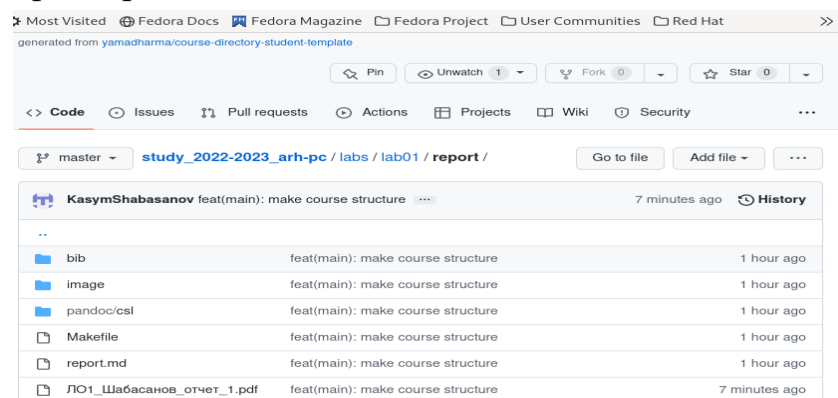 Most Visited Fedora Docs Fedora Magazine Fedora Project User Communities Red Hat
generated from yamadharma/course-directory-student-template
Pin Unwatch 1 Fork 0 Star 0
<> Code Issues Pull requests Actions Projects Wiki Security ...
master study_2022-2023_arh-pc / labs / lab01 / report / Go to file Add file ...
KasymShabasanov feat(main): make course structure ... 7 minutes ago History
..
bib feat(main): make course structure 1 hour ago
image feat(main): make course structure 1 hour ago
pandoc/csl feat(main): make course structure 1 hour ago
Makefile feat(main): make course structure 1 hour ago
report.md feat(main): make course structure 1 hour ago
ЛО1_Шабасанов_отчет_1.pdf feat(main): make course structure 7 minutes ago